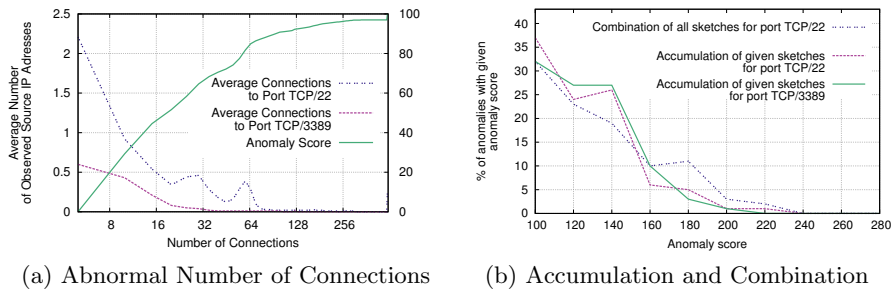 2.5
2
1.5
1
0.5
0
100
80
60
40
20
0
8
16
32
64
128
256
Average Number
of Observed Source IP Adresses
Number of Connections
Average Connections
to Port TCP/22
Average Connections
to Port TCP/3389
Anomaly Score
(a) Abnormal Number of Connections
40
35
30
25
20
15
10
5
0
100
120
140
160
180
200
220
240
260
280
% of anomalies with given
anomaly score
Anomaly score
Combination of all sketches for port TCP/22
Accumulation of given sketches
for port TCP/22
Accumulation of given sketches
for port TCP/3389
(b) Accumulation and Combination